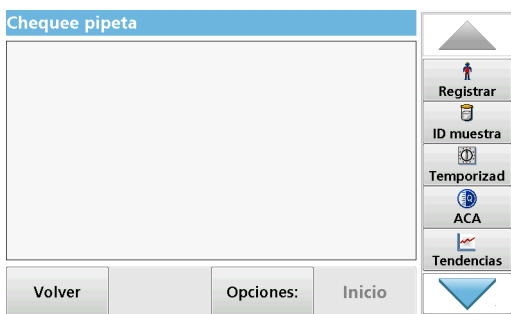 Chequee pipeta
Registrar
ID muestra
Temporizad
ACA
Tendencias
Volver
Opciones:
Inicio